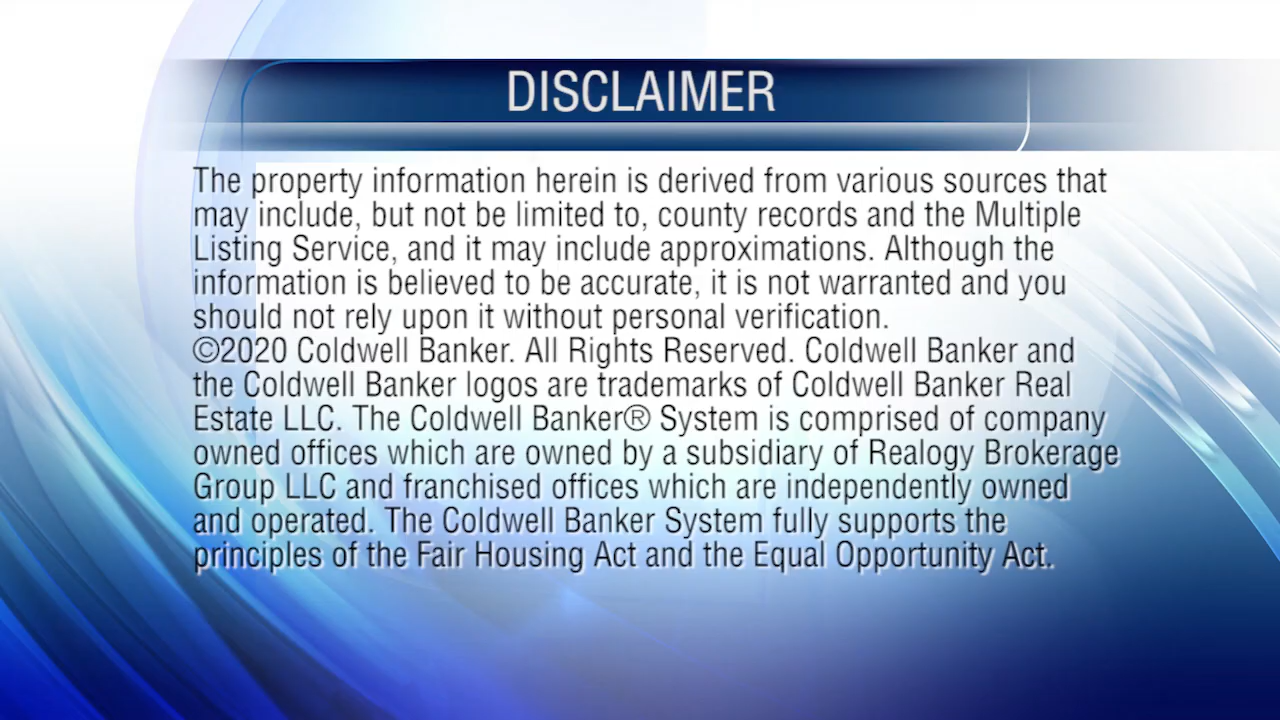 DISCLAIMER
The property information herein is derived from various sources that
may include, but not be limited to, county records and the Multiple
Listing Service, and it may include approximations. Although the
information is believed to be accurate, it is not warranted and you
should not rely upon it without personal verification.
©2020 Coldwell Banker. All Rights Reserved. Coldwell Banker and
the Coldwell Banker logos are trademarks of Coldwell Banker Real
Estate LLC. The Coldwell Banker® System is comprised of company
owned offices which are owned by a subsidiary of Realogy Brokerage
Group LLC and franchised offices which are independently owned
and operated. The Coldwell Banker System fully supports the
principles of the Fair Housing Act and the Equal Opportunity Act.